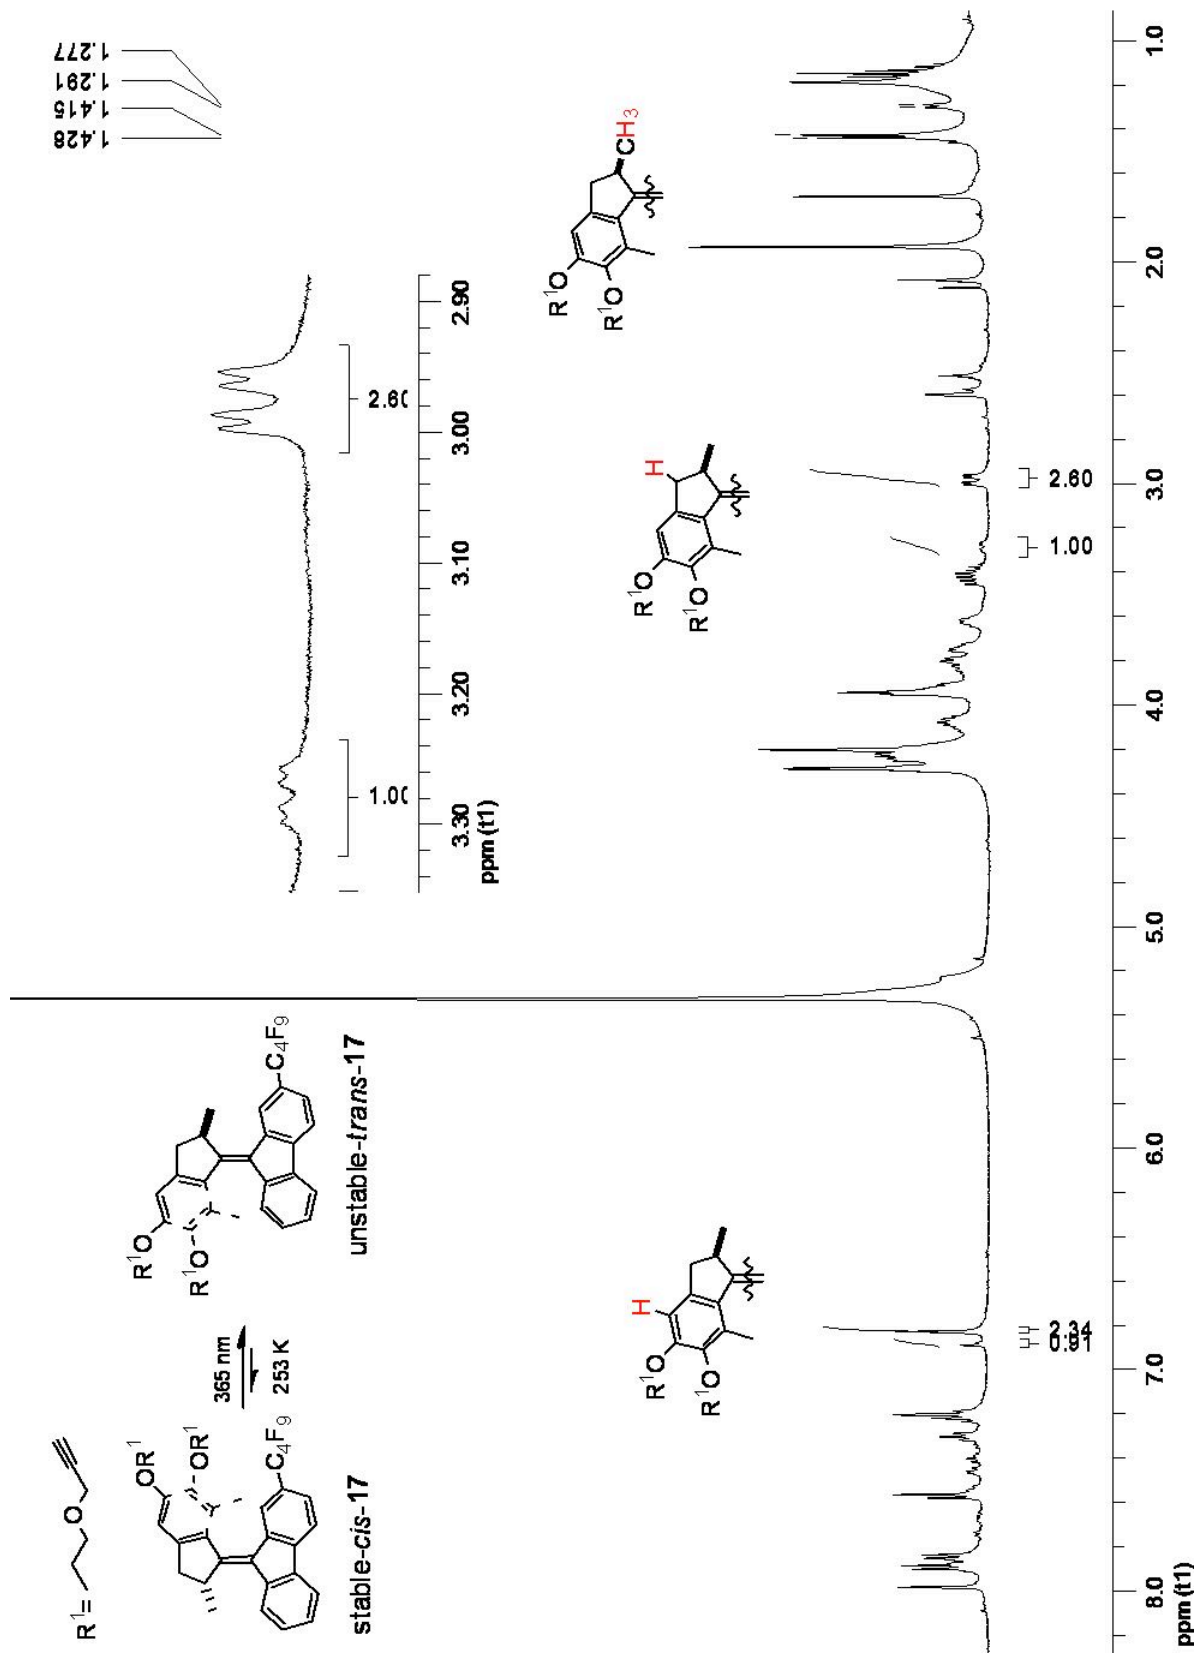 R¹=
O
OR¹
OR¹
C₄F₉
stable-cis-17
365 nm
253 K
R¹O
R¹O
C₄F₉
unstable-trans-17
1.428
1.415
1.291
1.277
1.00
2.60
3.30
3.20
3.10
3.00
2.90
ppm (t1)
H
R¹O
R¹O
H
R¹O
R¹O
CH₃
R¹O
R¹O
0.91
2.34
1.00
2.60
8.0
7.0
6.0
5.0
4.0
3.0
2.0
1.0
ppm (t1)